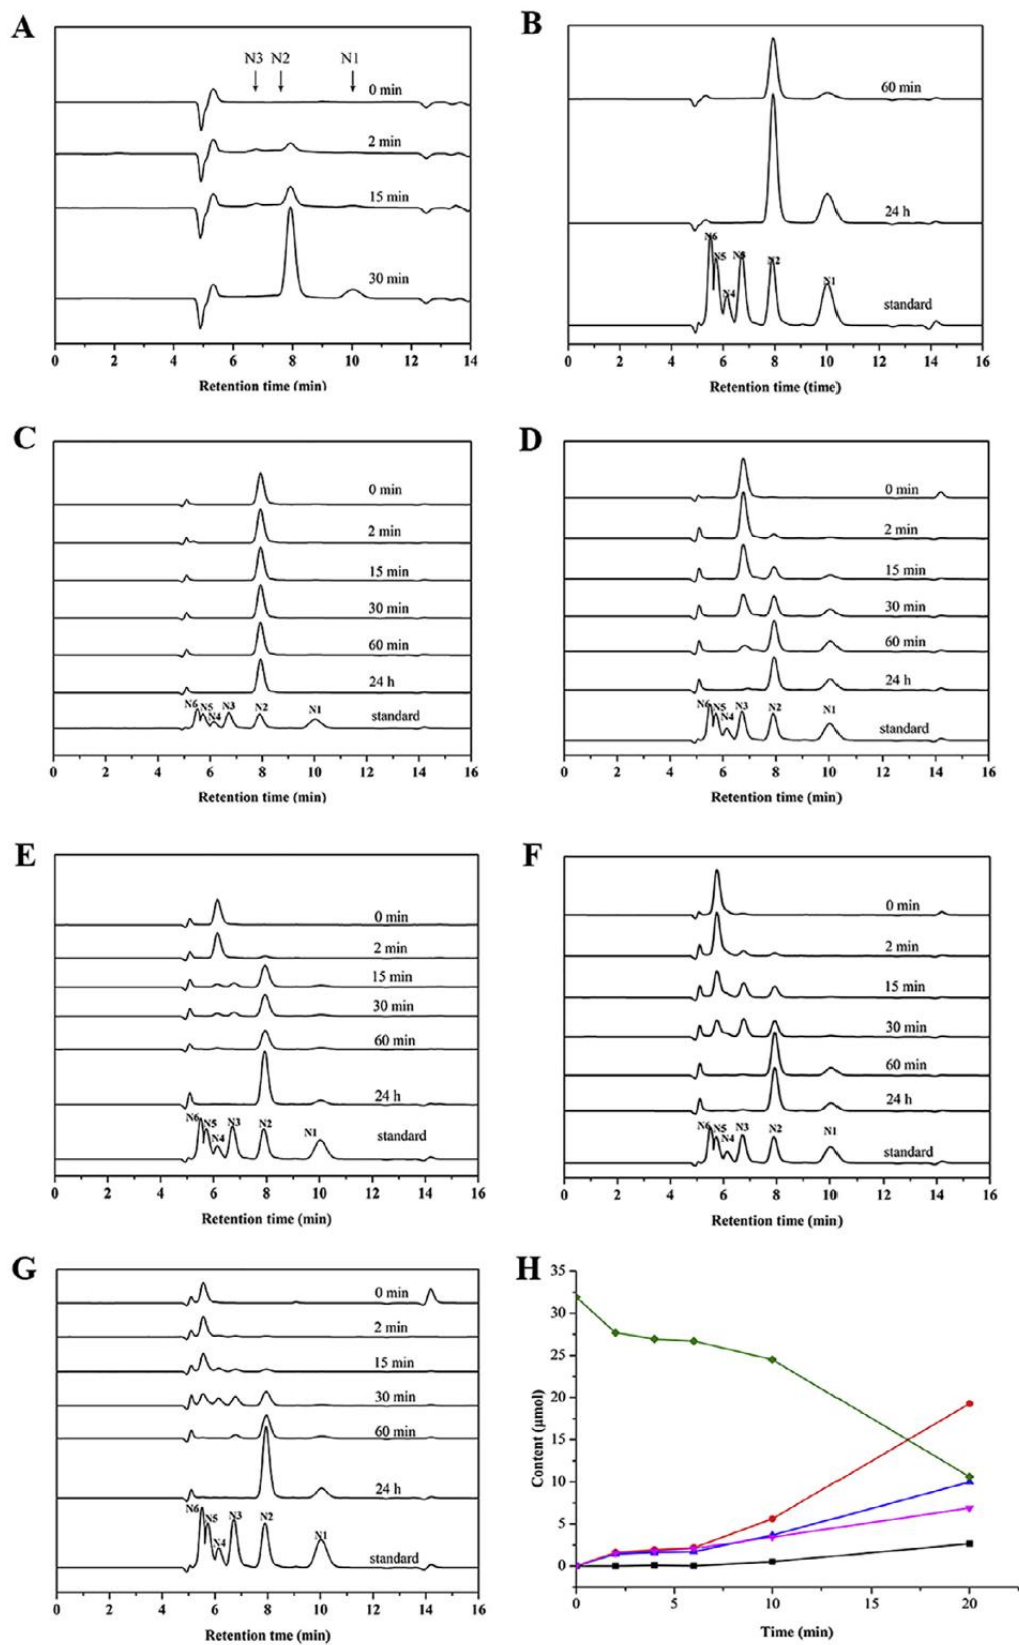 A
N3 N2 N1
0 min
2 min
15 min
30 min
0 2 4 6 8 10 12 14
Retention time (min)
B
60 min
24 h
N6
N5
N4
N3
N2
N1
standard
0 2 4 6 8 10 12 14 16
Retention time (time)
C
0 min
2 min
15 min
30 min
60 min
24 h
N6 N5 N4 N3 N2 N1
standard
0 2 4 6 8 10 12 14 16
Retention time (min)
D
0 min
2 min
15 min
30 min
60 min
24 h
N6 N5 N4 N3 N2 N1
standard
0 2 4 6 8 10 12 14 16
Retention time (min)
E
0 min
2 min
15 min
30 min
60 min
24 h
N6 N5 N4 N3 N2 N1
standard
0 2 4 6 8 10 12 14 16
Retention time (min)
F
0 min
2 min
15 min
30 min
60 min
24 h
N6 N5 N4 N3 N2 N1
standard
0 2 4 6 8 10 12 14 16
Retention time (min)
G
0 min
2 min
15 min
30 min
60 min
24 h
N6 N5 N4 N3 N2 N1
standard
0 2 4 6 8 10 12 14 16
Retention tme (min)
H
35
30
25
20
15
10
5
0
Content (μmol)
0 5 10 15 20
Time (min)